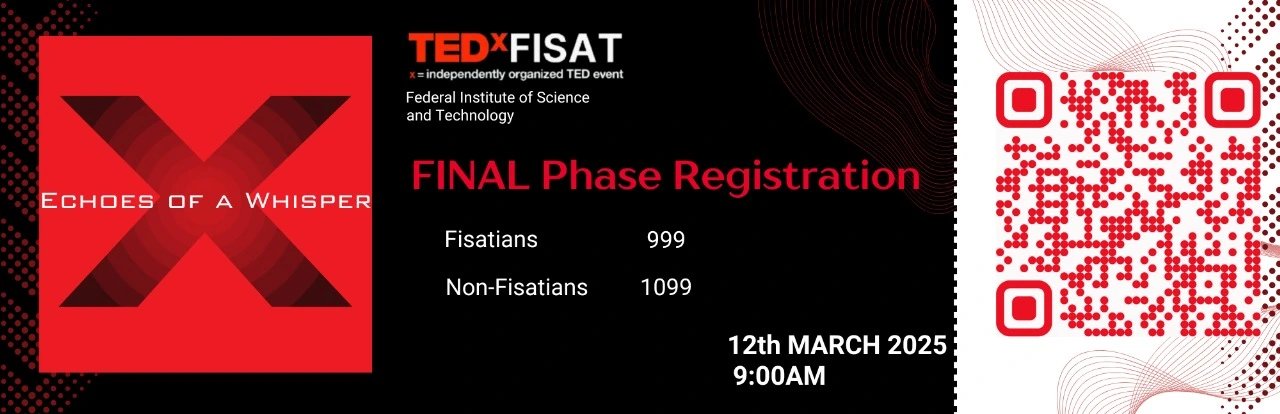 TEDxFISAT
x = independently organized TED event
Federal Institute of Science
and Technology
ECHOES OF A WHISPER
FINAL Phase Registration
Fisatians 999
Non-Fisatians 1099
12th MARCH 2025
9:00AM